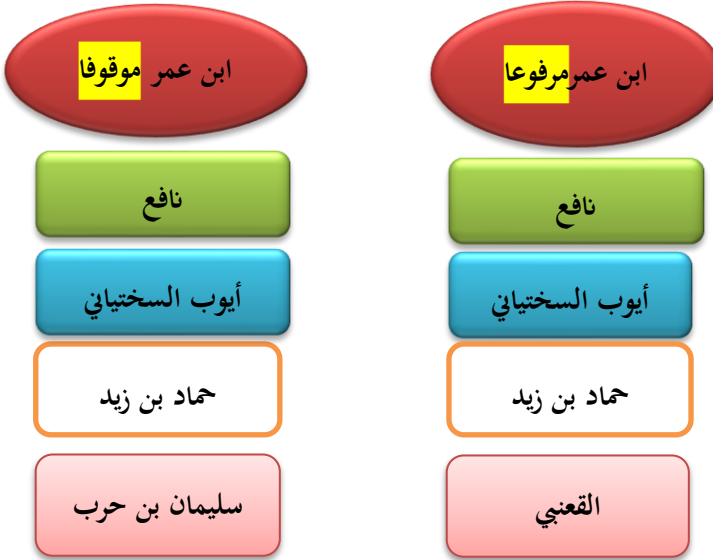 ابن عمرمرفوعا
ابن عمر موقوفا
نافع
نافع
أيوب السختياني
أيوب السختياني
حماد بن زيد
حماد بن زيد
القعنبي
سليمان بن حرب